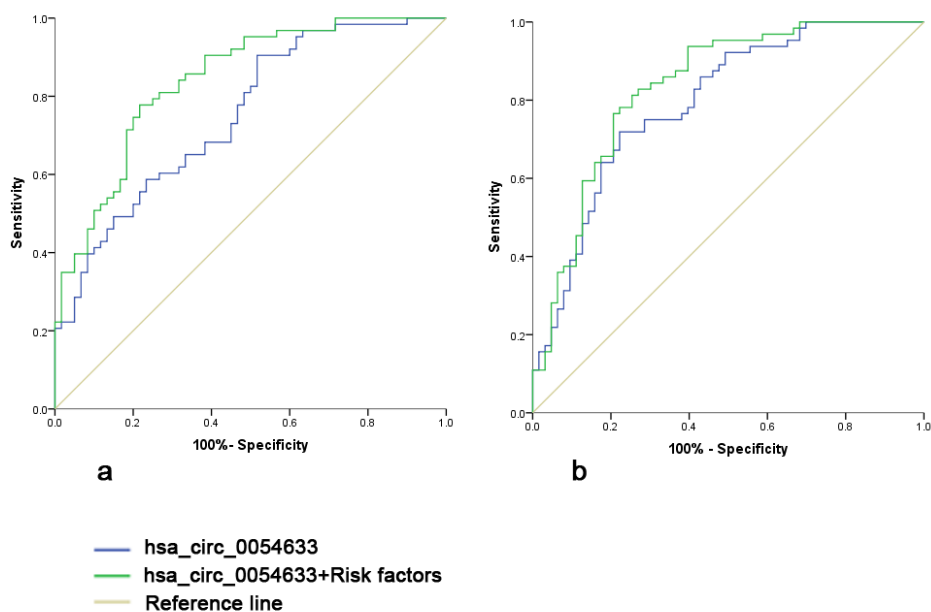 1.0
0.8
0.6
0.4
0.2
0.0
Sensitivity
0.0 0.2 0.4 0.6 0.8 1.0
100%- Specificity
a
1.0
0.8
0.6
0.4
0.2
0.0
Sensitivity
0.0 0.2 0.4 0.6 0.8 1.0
100% - Specificity
b
hsa_circ_0054633
hsa_circ_0054633+Risk factors
Reference line